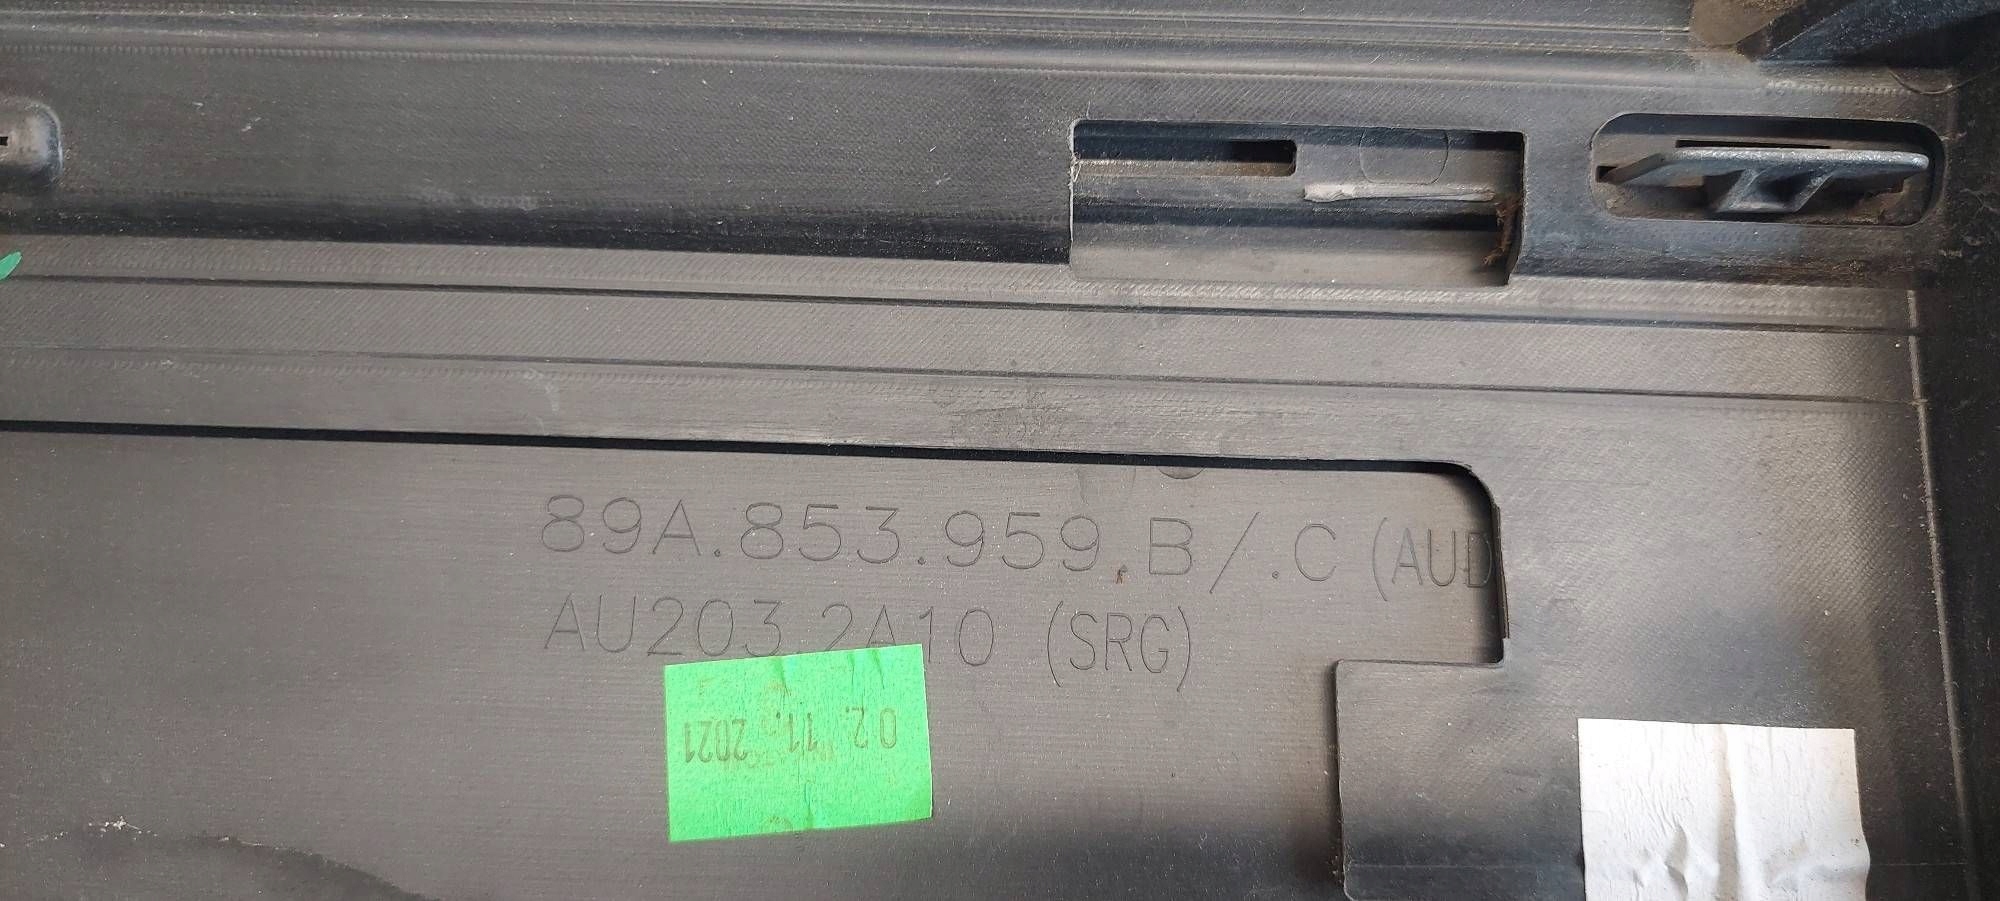 89A.853.959.B/.C (AUD
AU203.2A10 (SRG)
02. 11. 2021